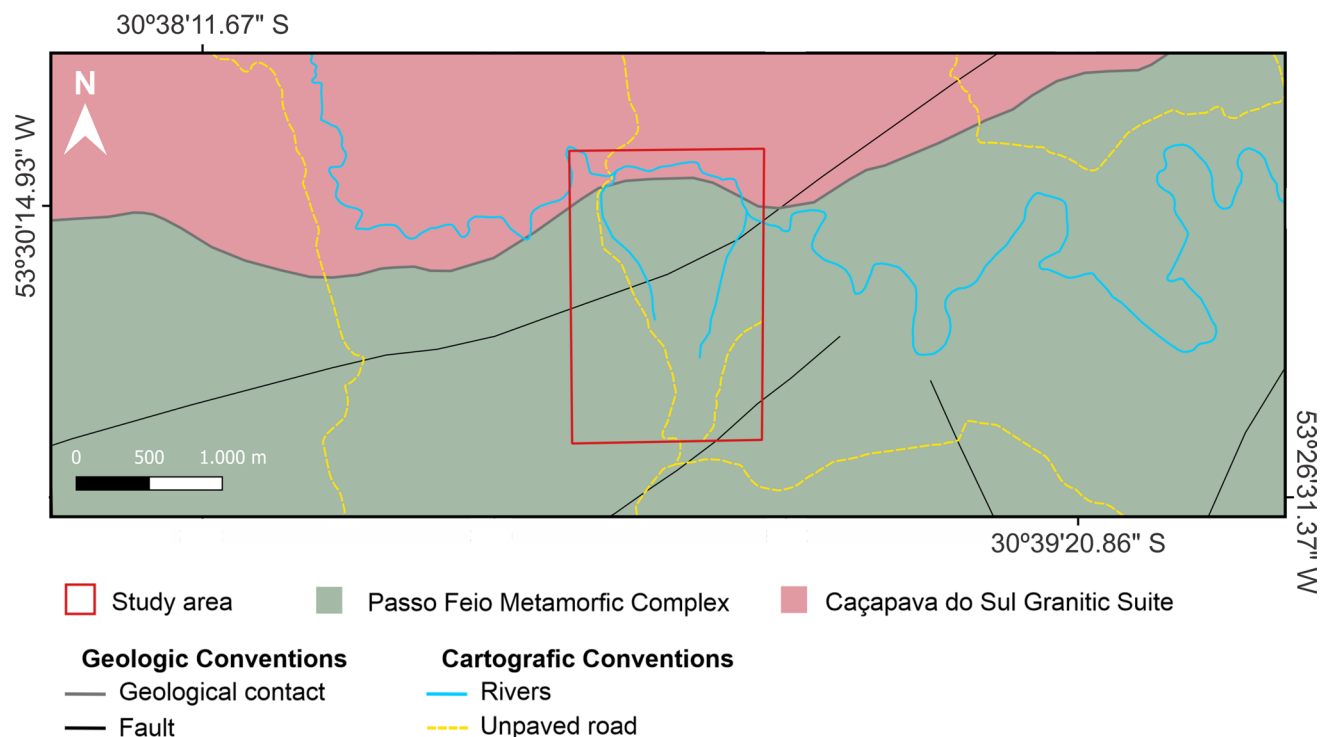 30º38'11.67" S
N
53º30'14.93" W
0 500 1.000 m
53º26'31.37" W
30º39'20.86" S
Study area
Passo Feio Metamorfic Complex
Caçapava do Sul Granitic Suite
Geologic Conventions
Cartografic Conventions
Geological contact
Rivers
Fault
Unpaved road